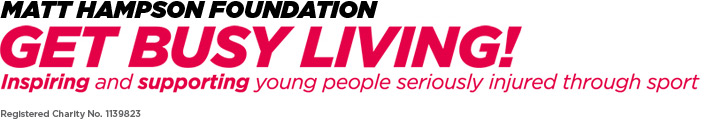 MATT HAMPSON FOUNDATION
GET BUSY LIVING!
Inspiring and supporting young people seriously injured through sport
Registered Charity No. 1139823